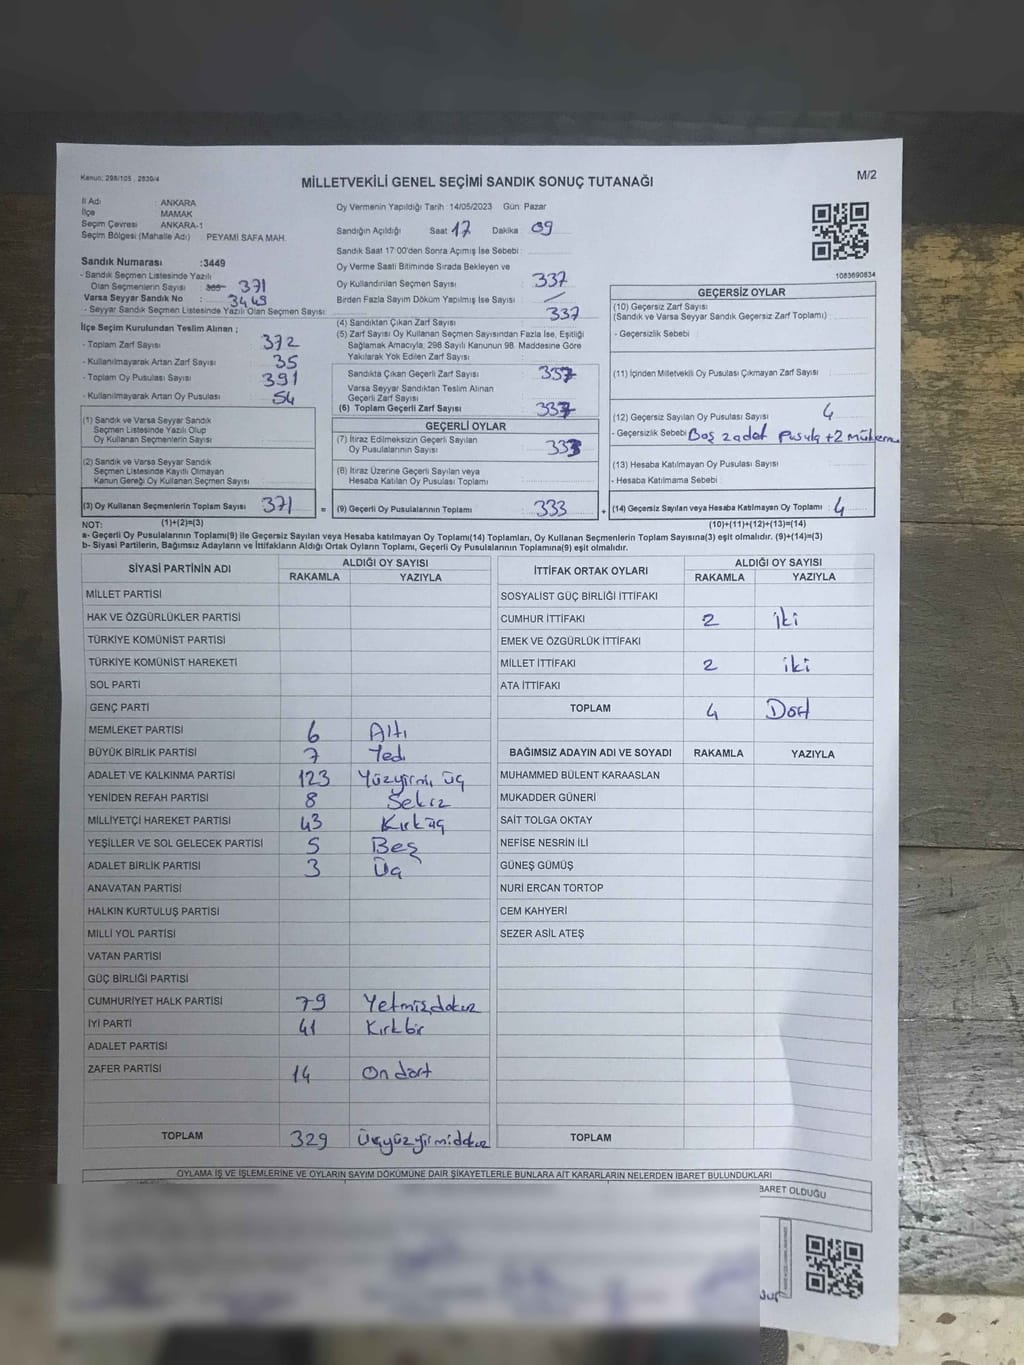 Kanun: 298/105 , 2839/4
MİLLETVEKİLİ GENEL SEÇİMİ SANDIK SONUÇ TUTANAĞI
M/2
İl Adı : ANKARA
İlçe : MAMAK
Seçim Çevresi : ANKARA-1
Seçim Bölgesi (Mahalle Adı) : PEYAMİ SAFA MAH.
Oy Vermenin Yapıldığı Tarih :14/05/2023 Gün: Pazar
Sandığın Açıldığı Saat 17 Dakika 09
Sandık Saat 17:00'den Sonra Açımış İse Sebebi :
Sandık Numarası :3449
- Sandık Seçmen Listesinde Yazılı
Olan Seçmenlerin Sayısı : 371
Varsa Seyyar Sandık No : 3449
- Seyyar Sandık Seçmen Listesinde Yazılı Olan Seçmen Sayısı:
Oy Verme Saati Bitiminde Sırada Bekleyen ve
Oy Kullandırılan Seçmen Sayısı : 337
Birden Fazla Sayım Döküm Yapılmış İse Sayısı :
1083690834
İlçe Seçim Kurulundan Teslim Alınan ;
- Toplam Zarf Sayısı : 372
- Kullanılmayarak Artan Zarf Sayısı : 35
- Toplam Oy Pusulası Sayısı : 391
- Kullanılmayarak Artan Oy Pusulası : 54
337
(4) Sandıktan Çıkan Zarf Sayısı :
(5) Zarf Sayısı Oy Kullanan Seçmen Sayısından Fazla İse, Eşitliği
Sağlamak Amacıyla, 298 Sayılı Kanunun 98. Maddesine Göre
Yakılarak Yok Edilen Zarf Sayısı :
Sandıkta Çıkan Geçerli Zarf Sayısı : 337
Varsa Seyyar Sandıktan Teslim Alınan
Geçerli Zarf Sayısı :
(6) Toplam Geçerli Zarf Sayısı : 337
GEÇERSİZ OYLAR
(10) Geçersiz Zarf Sayısı
(Sandık ve Varsa Seyyar Sandık Geçersiz Zarf Toplamı) :
- Geçersizlik Sebebi :
(11) İçinden Milletvekili Oy Pusulası Çıkmayan Zarf Sayısı :
(12) Geçersiz Sayılan Oy Pusulası Sayısı : 4
- Geçersizlik Sebebi Boş 2 adet pusula +2
(13) Hesaba Katılmayan Oy Pusulası Sayısı :
- Hesaba Katılmama Sebebi :
(1) Sandık ve Varsa Seyyar Sandık
Seçmen Listesinde Yazılı Olup
Oy Kullanan Seçmenlerin Sayısı :
(2) Sandık ve Varsa Seyyar Sandık
Seçmen Listesinde Kayıtlı Olmayan
Kanun Gereği Oy Kullanan Seçmen Sayısı :
GEÇERLİ OYLAR
(7) İtiraz Edilmeksizin Geçerli Sayılan
Oy Pusulalarının Sayısı : 333
(8) İtiraz Üzerine Geçerli Sayılan veya
Hesaba Katılan Oy Pusulası Toplamı :
(3) Oy Kullanan Seçmenlerin Toplam Sayısı : 371 = (9) Geçerli Oy Pusulalarının Toplamı : 333 + (14) Geçersiz Sayılan veya Hesaba Katılmayan Oy Toplamı : 4
NOT: (1)+(2)=(3) (10)+(11)+(12)+(13)=(14)
a- Geçerli Oy Pusulalarının Toplamı(9) ile Geçersiz Sayılan veya Hesaba katılmayan Oy Toplamı(14) Toplamları, Oy Kullanan Seçmenlerin Toplam Sayısına(3) eşit olmalıdır. (9)+(14)=(3)
b- Siyasi Partilerin, Bağımsız Adayların ve İttifakların Aldığı Ortak Oyların Toplamı, Geçerli Oy Pusulalarının Toplamına(9) eşit olmalıdır.
SİYASİ PARTİNİN ADI ALDIĞI OY SAYISI
RAKAMLA YAZIYLA
MİLLET PARTİSİ
HAK VE ÖZGÜRLÜKLER PARTİSİ
TÜRKİYE KOMÜNİST PARTİSİ
TÜRKİYE KOMÜNİST HAREKETİ
SOL PARTİ
GENÇ PARTİ
MEMLEKET PARTİSİ 6 Altı
BÜYÜK BİRLİK PARTİSİ 7 Yedi
ADALET VE KALKINMA PARTİSİ 123 Yüzyirmi üç
YENİDEN REFAH PARTİSİ 8 Sekiz
MİLLİYETÇİ HAREKET PARTİSİ 43 Kırküç
YEŞİLLER VE SOL GELECEK PARTİSİ 5 Beş
ADALET BİRLİK PARTİSİ 3 Üç
ANAVATAN PARTİSİ
HALKIN KURTULUŞ PARTİSİ
MİLLİ YOL PARTİSİ
VATAN PARTİSİ
GÜÇ BİRLİĞİ PARTİSİ
CUMHURİYET HALK PARTİSİ 79 Yetmişdokuz
İYİ PARTİ 41 Kırkbir
ADALET PARTİSİ
ZAFER PARTİSİ 14 On dört
TOPLAM 329 Üçyüzyirmidokuz
İTTİFAK ORTAK OYLARI ALDIĞI OY SAYISI
RAKAMLA YAZIYLA
SOSYALİST GÜÇ BİRLİĞİ İTTİFAKI
CUMHUR İTTİFAKI 2 iki
EMEK VE ÖZGÜRLÜK İTTİFAKI
MİLLET İTTİFAKI 2 iki
ATA İTTİFAKI
TOPLAM 4 Dört
BAĞIMSIZ ADAYIN ADI VE SOYADI RAKAMLA YAZIYLA
MUHAMMED BÜLENT KARAASLAN
MUKADDER GÜNERİ
SAİT TOLGA OKTAY
NEFİSE NESRİN İLİ
GÜNEŞ GÜMÜŞ
NURİ ERCAN TORTOP
CEM KAHYERİ
SEZER ASİL ATEŞ
TOPLAM
OYLAMA İŞ VE İŞLEMLERİNE VE OYLARIN SAYIM DÖKÜMÜNE DAİR ŞİKAYETLERLE BUNLARA AİT KARARLARIN NELERDEN İBARET BULUNDUKLARI
BARET OLDUĞU